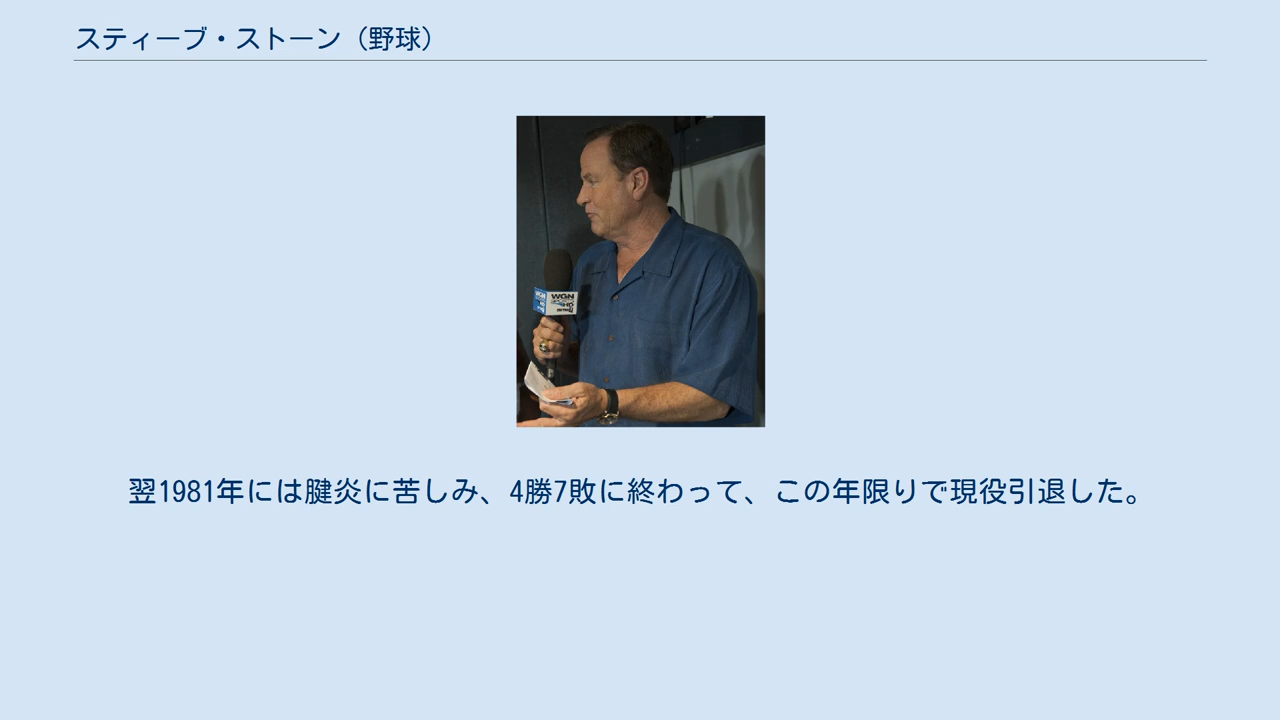 スティーブ・ストーン（野球）
WGN
翌1981年には腱炎に苦しみ、4勝7敗に終わって、この年限りで現役引退した。